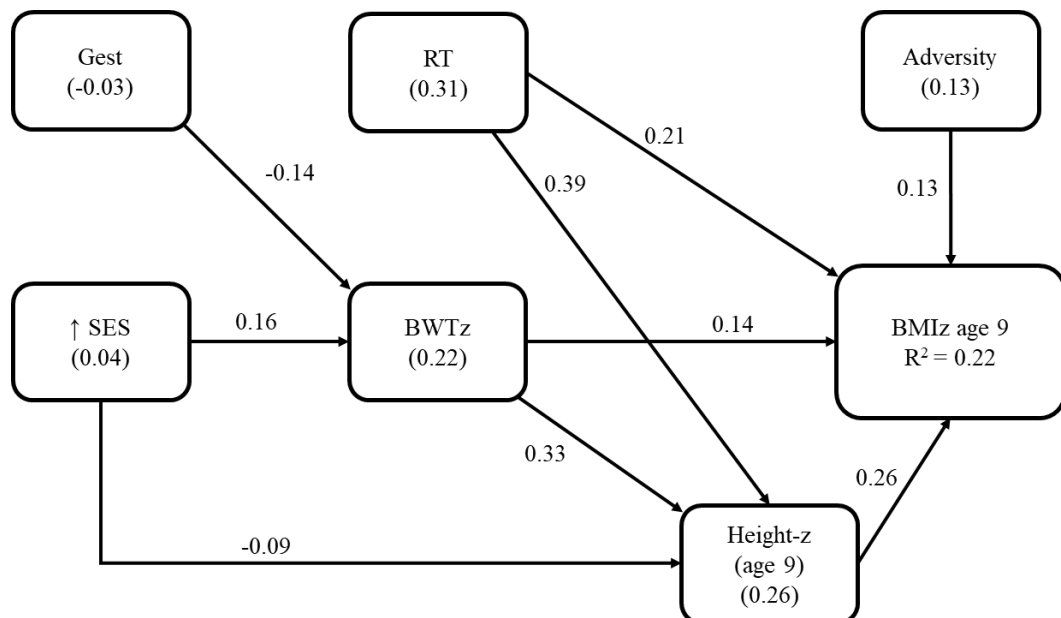 Gest
(-0.03)
RT
(0.31)
Adversity
(0.13)
0.21
-0.14
0.39
0.13
↑ SES
(0.04)
0.16
BWTz
(0.22)
0.14
BMIz age 9
R² = 0.22
0.33
0.26
-0.09
Height-z
(age 9)
(0.26)